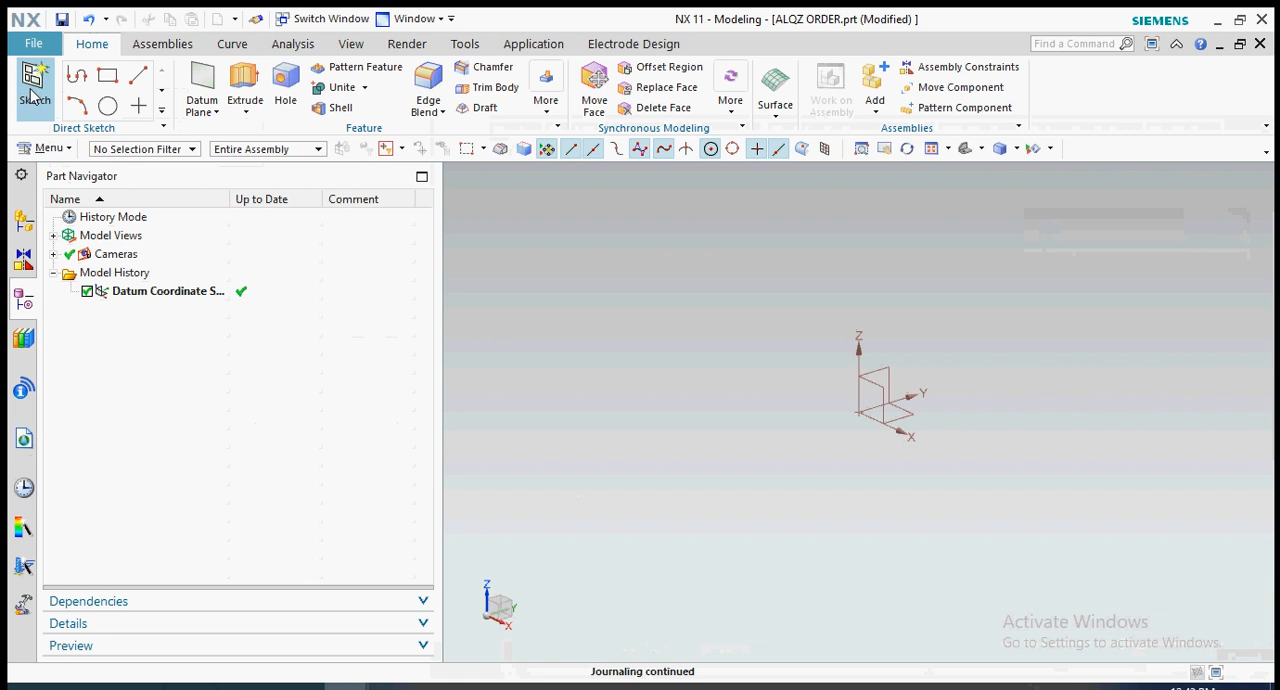 NX Switch Window Window NX 11 - Modeling - [ALQZ ORDER.prt (Modified) ] SIEMENS
File Home Assemblies Curve Analysis View Render Tools Application Electrode Design Find a Command
Sketch
Direct Sketch
Datum Plane
Extrude
Hole
Pattern Feature
Unite
Shell
Edge Blend
Chamfer
Trim Body
Draft
More
Feature
Move Face
Offset Region
Replace Face
Delete Face
More
Synchronous Modeling
Surface
Work on Assembly
Add
Assembly Constraints
Move Component
Pattern Component
Assemblies
Menu No Selection Filter Entire Assembly
Part Navigator
Name Up to Date Comment
History Mode
Model Views
Cameras
Model History
Datum Coordinate S...
Z
Y
X
Z
Y
X
Dependencies
Details
Preview
Activate Windows
Go to Settings to activate Windows.
Journaling continued